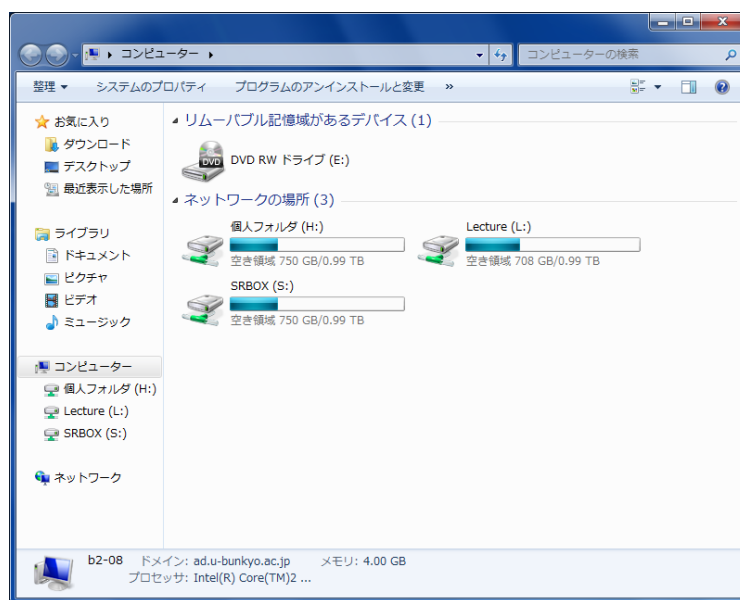 コンピューター
コンピューターの検索
整理 システムのプロパティ プログラムのアンインストールと変更 »
お気に入り
ダウンロード
デスクトップ
最近表示した場所
ライブラリ
ドキュメント
ピクチャ
ビデオ
ミュージック
コンピューター
個人フォルダ (H:)
Lecture (L:)
SRBOX (S:)
ネットワーク
リムーバブル記憶域があるデバイス (1)
DVD
DVD RW ドライブ (E:)
ネットワークの場所 (3)
個人フォルダ (H:)
空き領域 750 GB/0.99 TB
Lecture (L:)
空き領域 708 GB/0.99 TB
SRBOX (S:)
空き領域 750 GB/0.99 TB
b2-08 ドメイン: ad.u-bunkyo.ac.jp メモリ: 4.00 GB
プロセッサ: Intel(R) Core(TM)2 ...